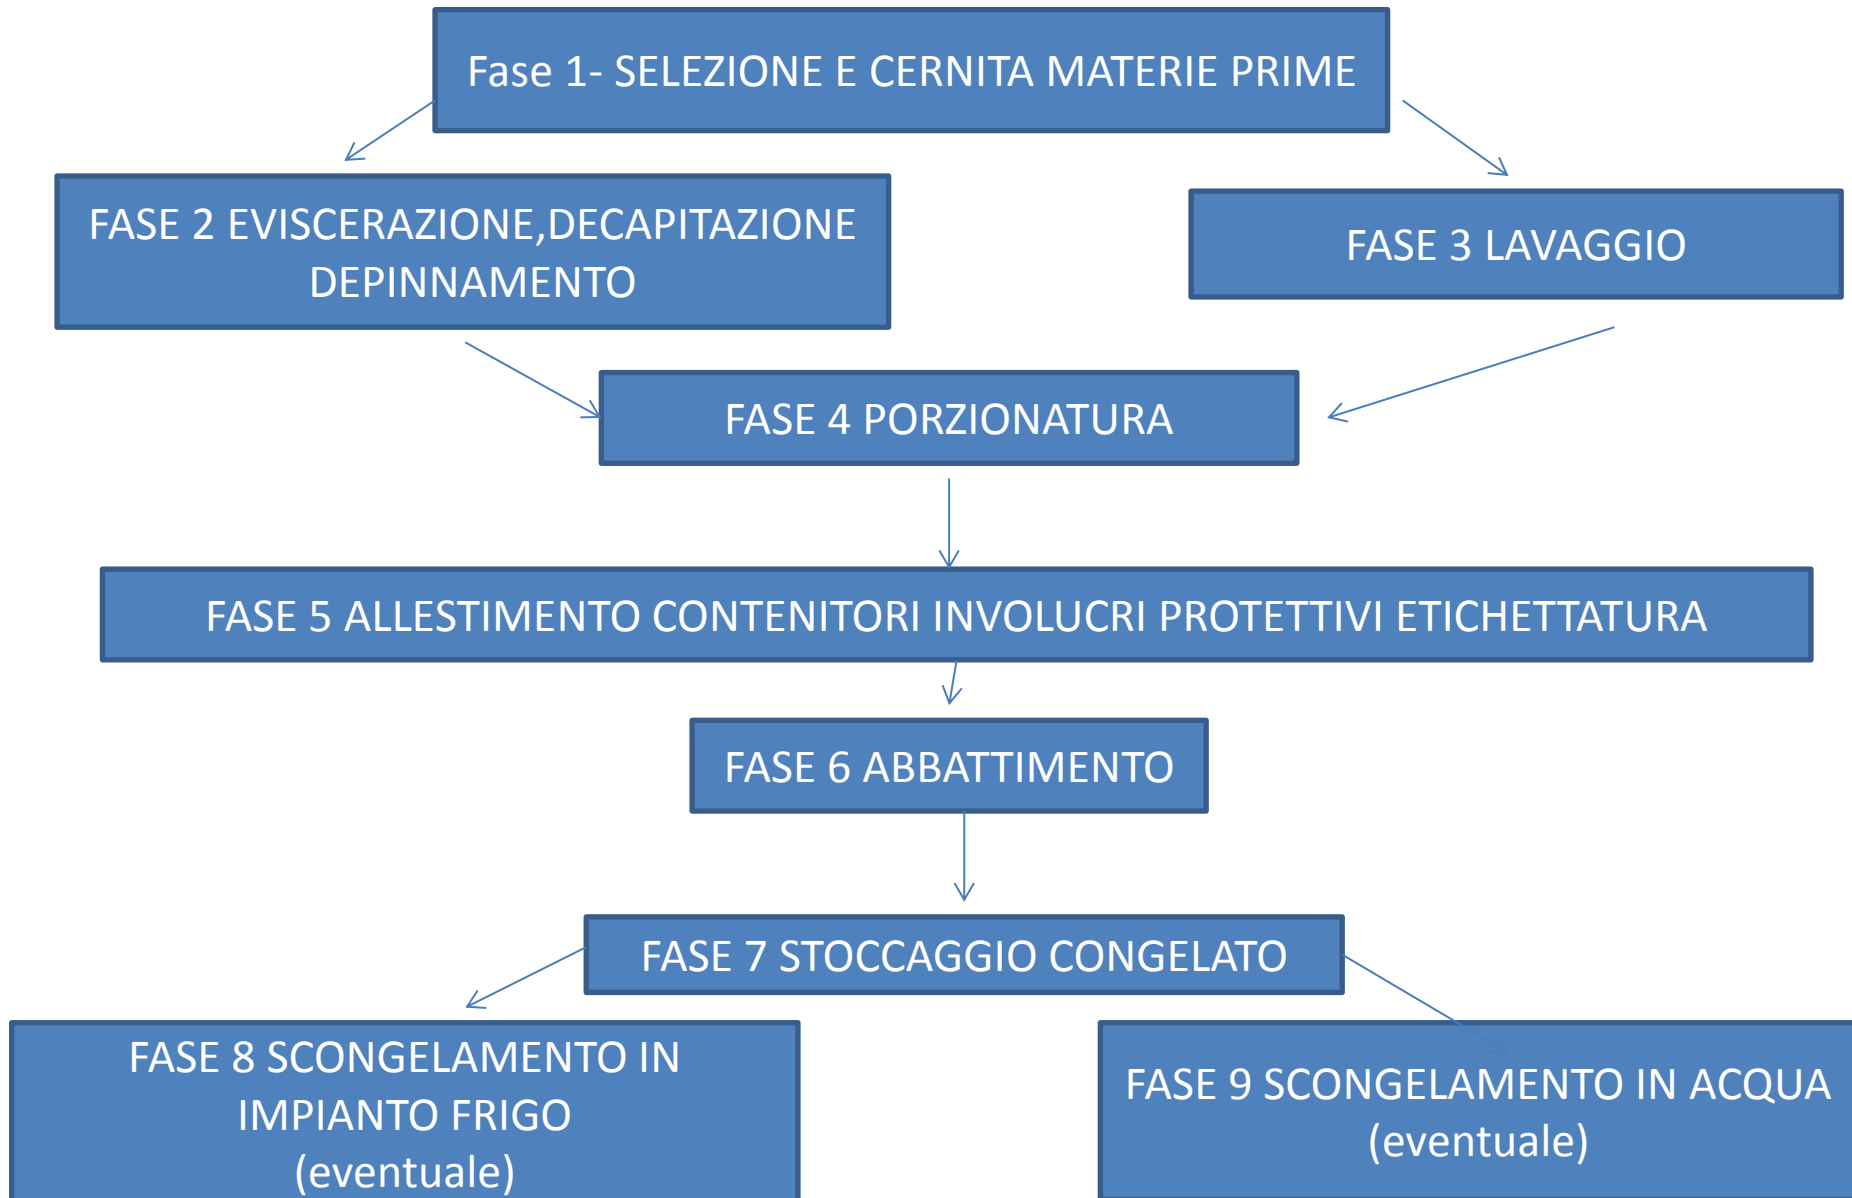 Fase 1- SELEZIONE E CERNITA MATERIE PRIME
FASE 2 EVISCERAZIONE,DECAPITAZIONE
DEPINNAMENTO
FASE 3 LAVAGGIO
FASE 4 PORZIONATURA
FASE 5 ALLESTIMENTO CONTENITORI INVOLUCRI PROTETTIVI ETICHETTATURA
FASE 6 ABBATTIMENTO
FASE 7 STOCCAGGIO CONGELATO
FASE 8 SCONGELAMENTO IN
IMPIANTO FRIGO
(eventuale)
FASE 9 SCONGELAMENTO IN ACQUA
(eventuale)